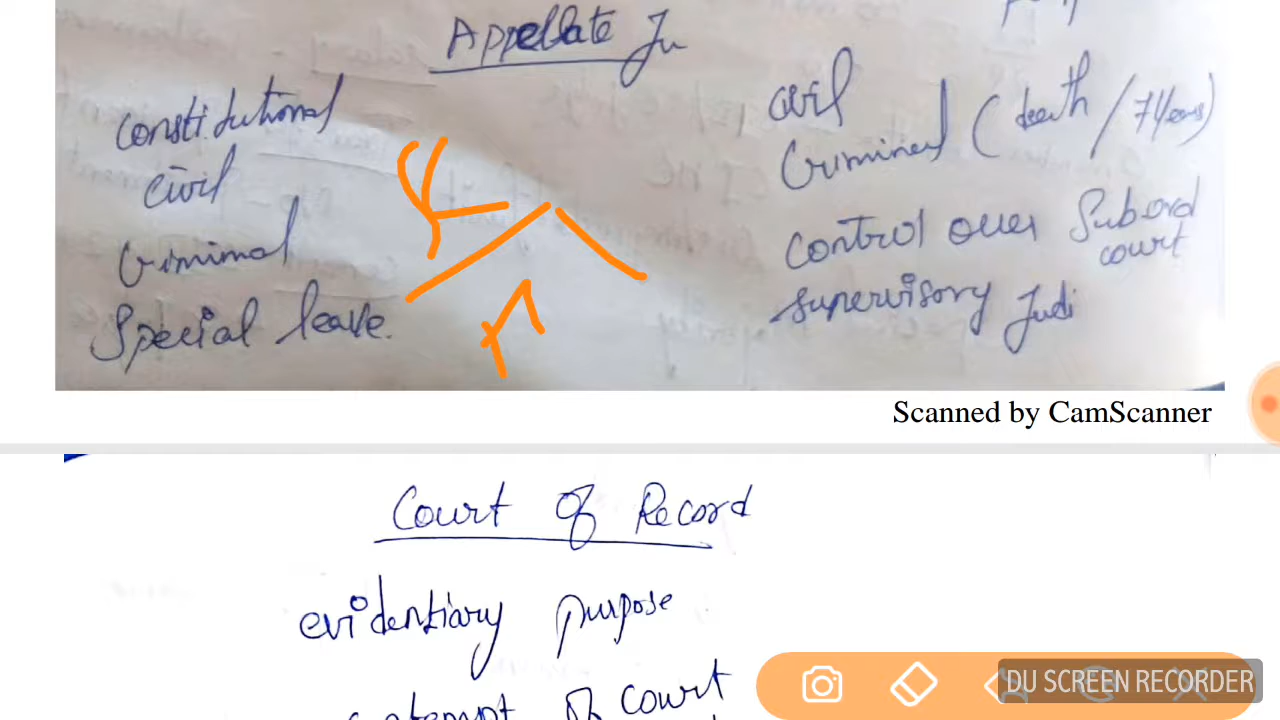 Appellate Ju
constitutional
civil
criminal
Special leave.
civil
Criminal (death / 7 Years)
control over Subord
court
supervisory Judi
Scanned by CamScanner
Court of Record
evidentiary purpose
of court
DU SCREEN RECORDER